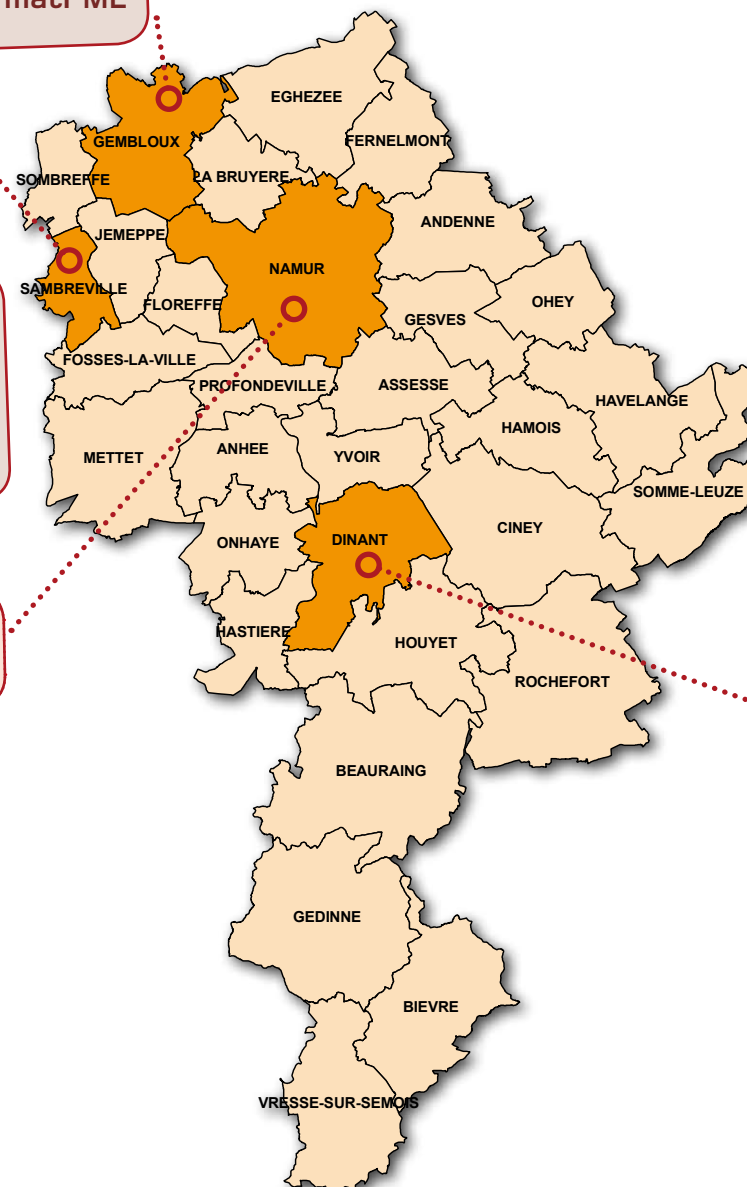 EGHEZEE
GEMBLOUX
FERNELMONT
SOMBREFFE
LA BRUYERE
ANDENNE
JEMEPPE
NAMUR
SAMBREVILLE
FLOREFFE
OHEY
GESVES
FOSSES-LA-VILLE
PROFONDEVILLE
ASSESSE
HAVELANGE
HAMOIS
METTET
ANHEE
YVOIR
SOMME-LEUZE
CINEY
ONHAYE
DINANT
HASTIERE
HOUYET
ROCHEFORT
BEAURAING
GEDINNE
BIEVRE
VRESSE-SUR-SEMOIS